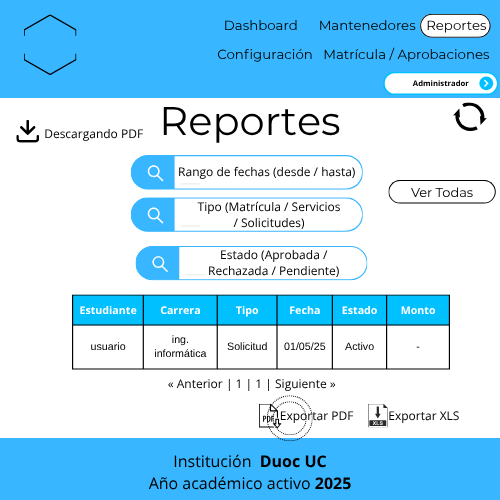 Dashboard Mantenedores Reportes
Configuración Matrícula / Aprobaciones
Administrador
Reportes
Descargando PDF
Rango de fechas (desde / hasta)
Ver Todas
Tipo (Matrícula / Servicios
/ Solicitudes)
Estado (Aprobada /
Rechazada / Pendiente)
Estudiante Carrera Tipo Fecha Estado Monto
usuario ing. informática Solicitud 01/05/25 Activo -
« Anterior | 1 | 1 | Siguiente »
PDF Exportar PDF XLS Exportar XLS
Institución Duoc UC
Año académico activo 2025